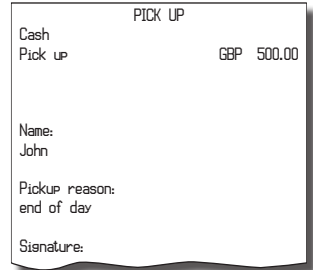 PICK UP
Cash
Pick up GBP 500.00
Name:
John
Pickup reason:
end of day
Signature: